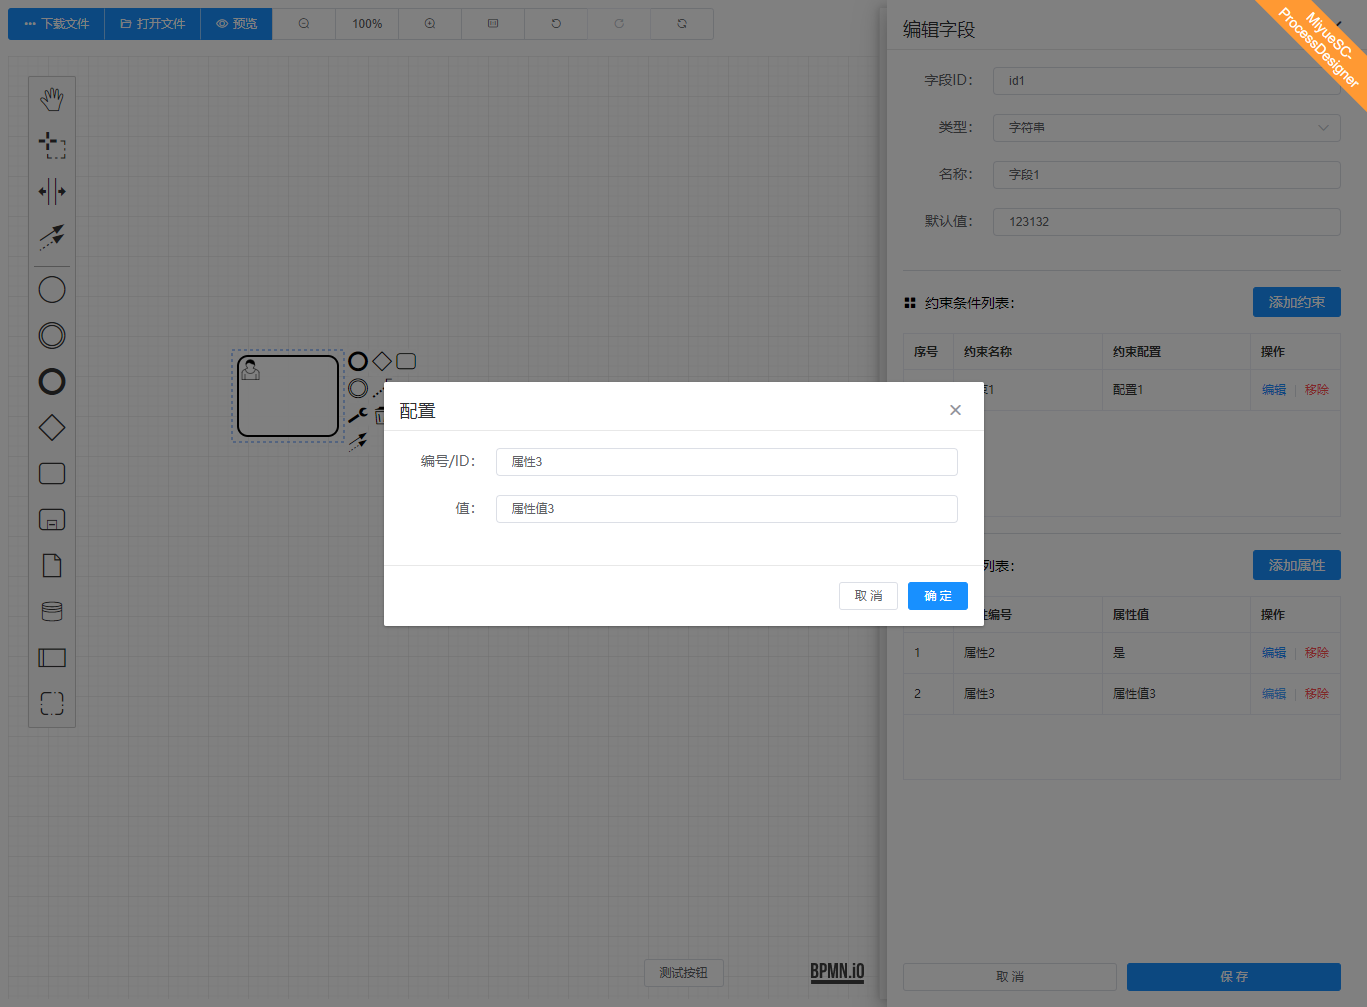 下载文件 打开文件 预览 100%
编辑字段
MiyueSC-
ProcessDesigner
字段ID： id1
类型： 字符串
名称： 字段1
默认值： 123132
约束条件列表： 添加约束
序号 约束名称 约束配置 操作
1 配置1 编辑 移除
配置
编号/ID： 属性3
值： 属性值3
取 消 确 定
列表： 添加属性
编号 属性值 操作
1 属性2 是 编辑 移除
2 属性3 属性值3 编辑 移除
测试按钮
BPMN.iO
取 消 保 存